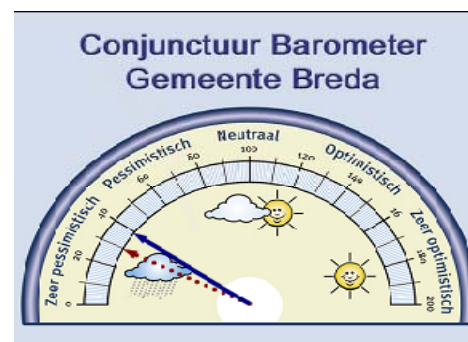 Conjunctuur Barometer
Gemeente Breda
Zeer pessimistisch
Pessimistisch
Neutraal
Optimistisch
Zeer optimistisch
0
20
40
60
80
100
120
140
16
180
200